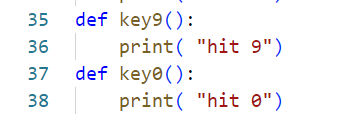 35 def key9():
36     print( "hit 9")
37 def key0():
38     print( "hit 0")